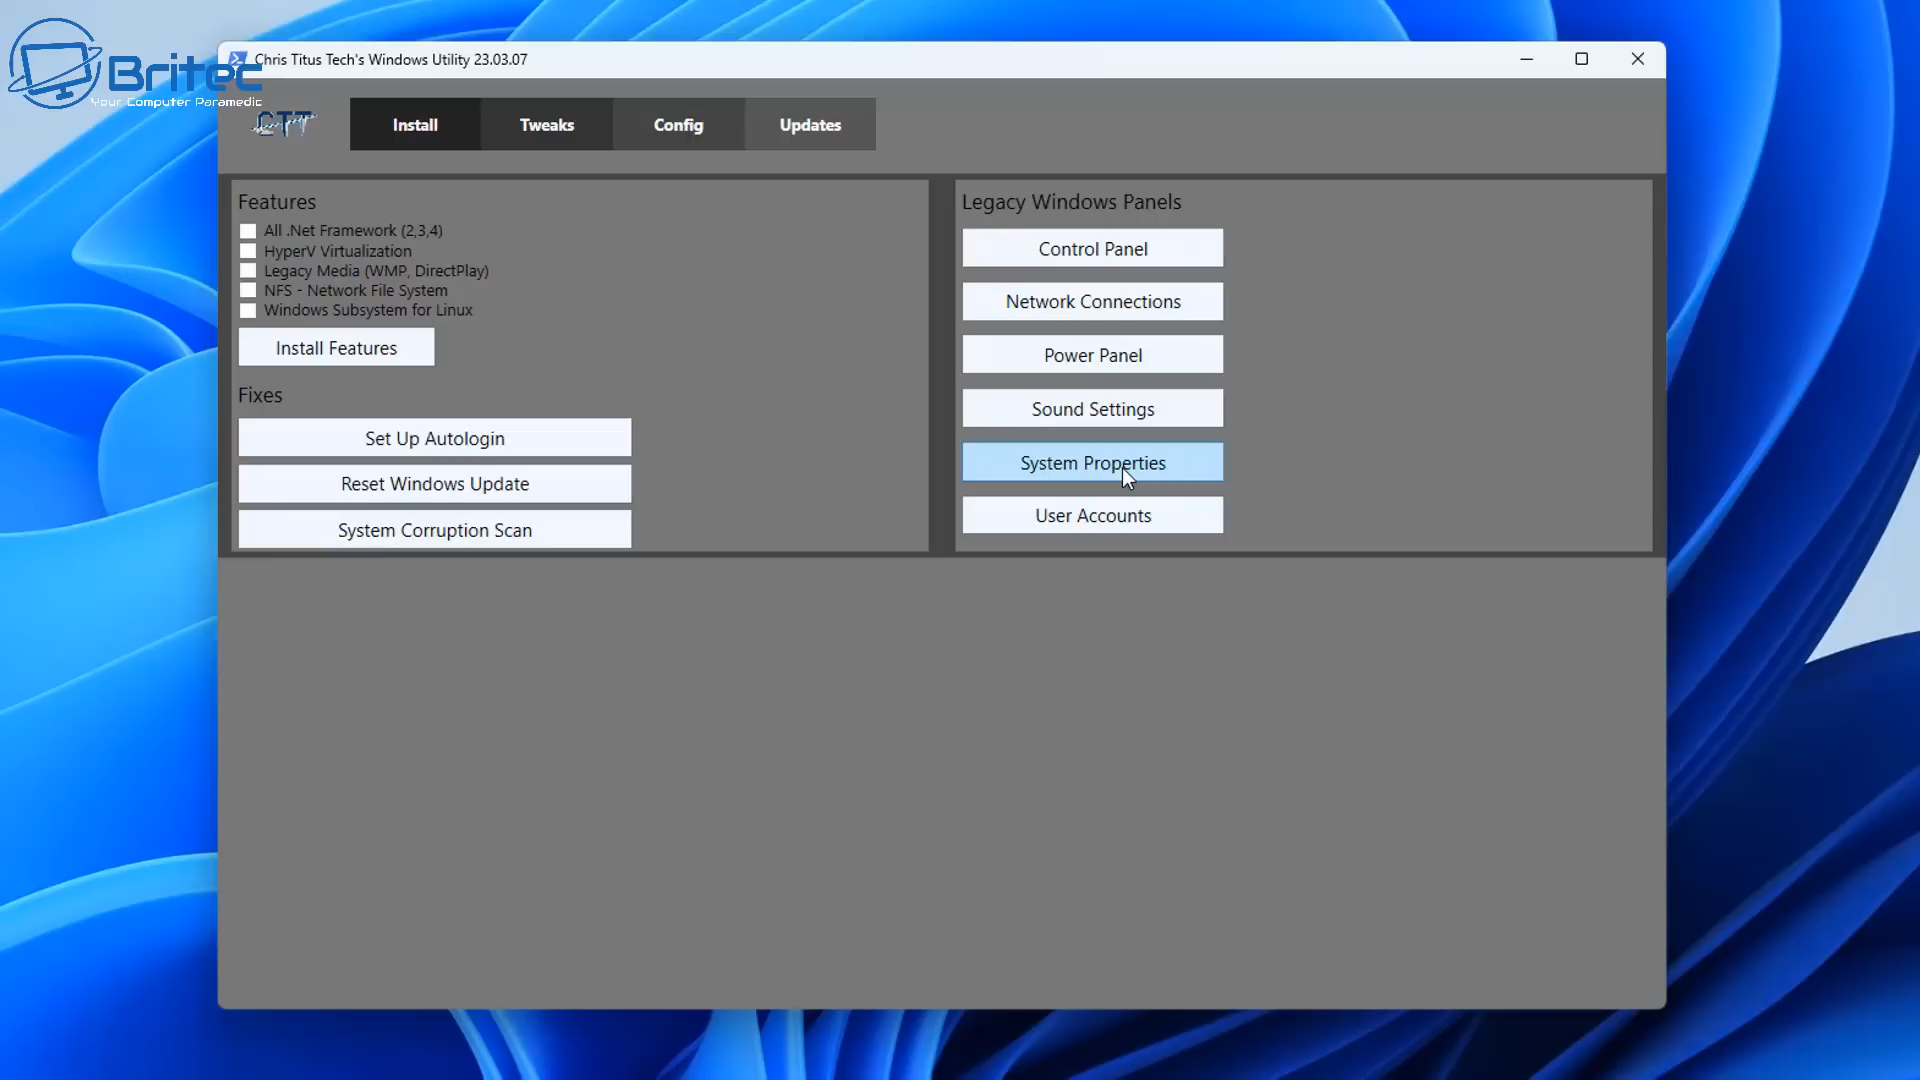 Britec
Your Computer Paramedic
Chris Titus Tech's Windows Utility 23.03.07
CTT
Install
Tweaks
Config
Updates
Features
All .Net Framework (2,3,4)
HyperV Virtualization
Legacy Media (WMP, DirectPlay)
NFS - Network File System
Windows Subsystem for Linux
Install Features
Fixes
Set Up Autologin
Reset Windows Update
System Corruption Scan
Legacy Windows Panels
Control Panel
Network Connections
Power Panel
Sound Settings
System Properties
User Accounts